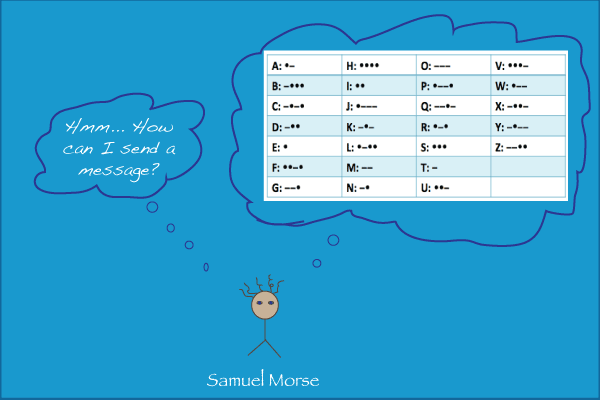 Hmm... How
can I send a
message?
A: •– H: •••• O: ––– V: •••–
B: –••• I: •• P: •––• W: •––
C: –•–• J: •––– Q: ––•– X: –••–
D: –•• K: –•– R: •–• Y: –•––
E: • L: •–•• S: ••• Z: ––••
F: ••–• M: –– T: –
G: ––• N: –• U: ••–
Samuel Morse